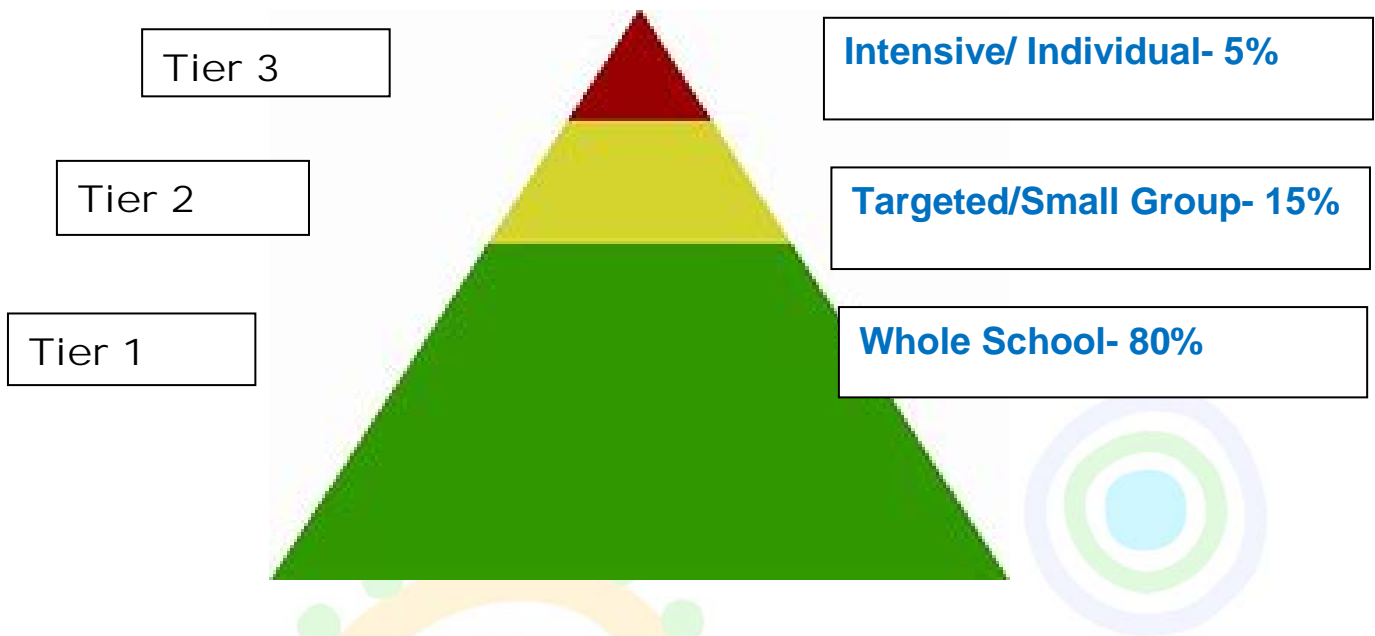 Tier 3
Intensive/ Individual- 5%
Tier 2
Targeted/Small Group- 15%
Tier 1
Whole School- 80%